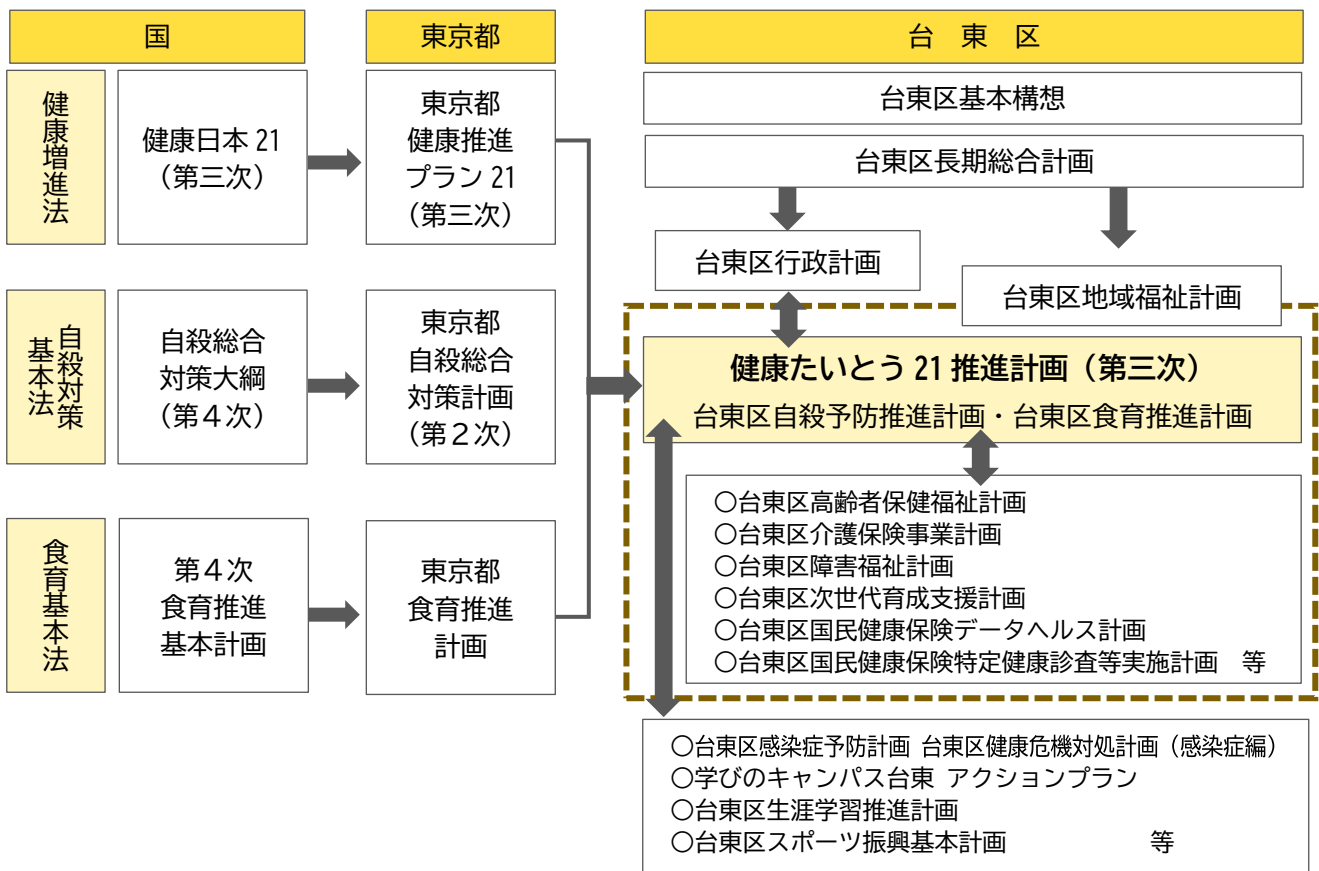 国
東京都
台 東 区
健康増進法
健康日本 21
（第三次）
東京都
健康推進
プラン 21
（第三次）
自殺対策
基本法
自殺総合
対策大綱
（第４次）
東京都
自殺総合
対策計画
（第２次）
食育基本法
第４次
食育推進
基本計画
東京都
食育推進
計画
台東区基本構想
台東区長期総合計画
台東区行政計画
台東区地域福祉計画
健康たいとう 21 推進計画（第三次）
台東区自殺予防推進計画・台東区食育推進計画
○台東区高齢者保健福祉計画
○台東区介護保険事業計画
○台東区障害福祉計画
○台東区次世代育成支援計画
○台東区国民健康保険データヘルス計画
○台東区国民健康保険特定健康診査等実施計画　等
○台東区感染症予防計画 台東区健康危機対処計画（感染症編）
○学びのキャンパス台東 アクションプラン
○台東区生涯学習推進計画
○台東区スポーツ振興基本計画　　　　　等